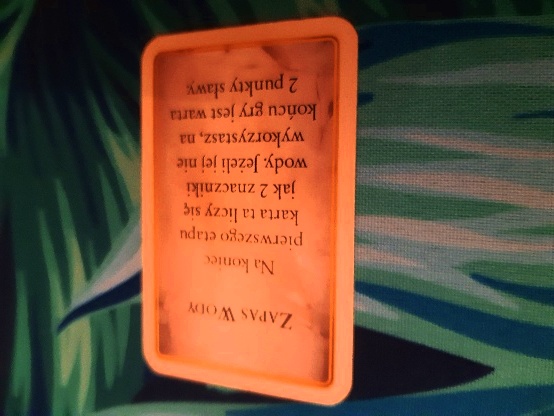 Zapas Wody
Na koniec
pierwszego etapu
karta ta liczy się
jak 2 znaczniki
wody. Jeżeli jej nie
wykorzystasz, na
końcu gry jest warta
2 punkty sławy.